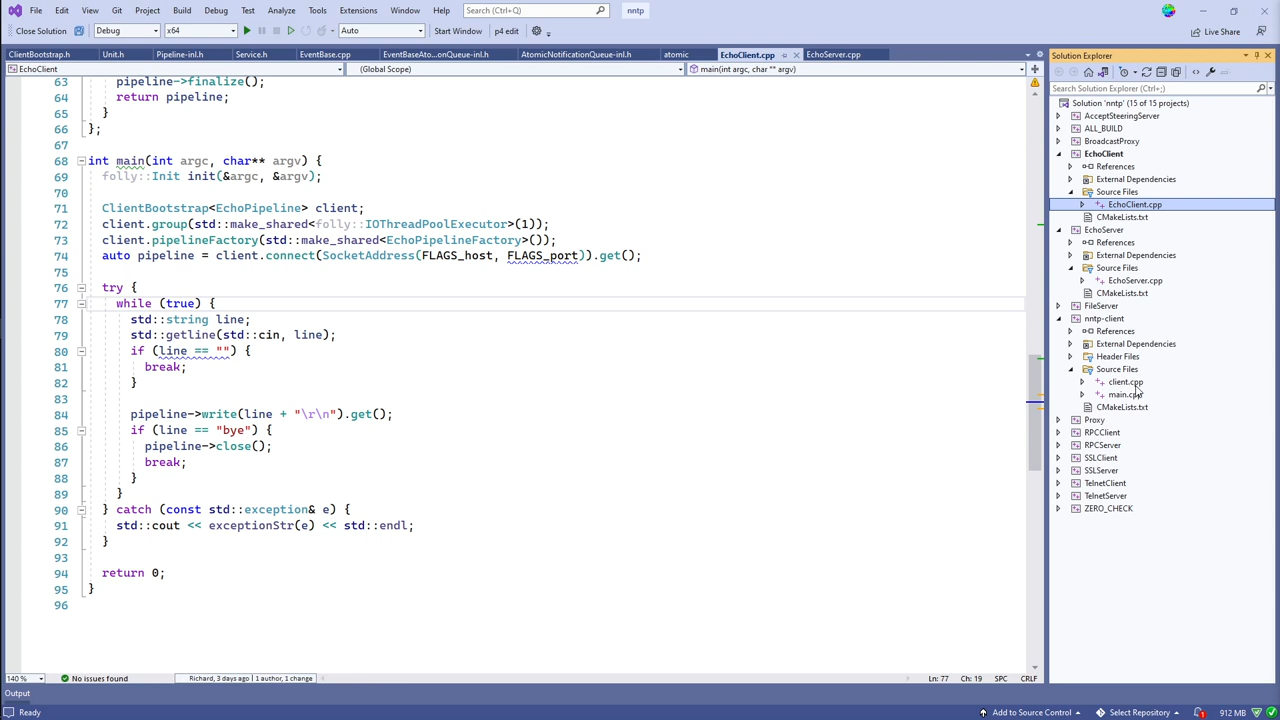 File Edit View Git Project Build Debug Test Analyze Tools Extensions Window Help Search (Ctrl+Q) nntp
Close Solution Debug x64 Auto Start Window p4 edit Live Share
ClientBootstrap.h Unit.h Pipeline-inl.h Service.h EventBase.cpp EventBaseAto...onQueue-inl.h AtomicNotificationQueue-inl.h atomic EchoClient.cpp EchoServer.cpp
EchoClient (Global Scope) main(int argc, char ** argv)
63 pipeline->finalize();
64 return pipeline;
65 }
66 };
67
68 int main(int argc, char** argv) {
69 folly::Init init(&argc, &argv);
70
71 ClientBootstrap<EchoPipeline> client;
72 client.group(std::make_shared<folly::IOThreadPoolExecutor>(1));
73 client.pipelineFactory(std::make_shared<EchoPipelineFactory>());
74 auto pipeline = client.connect(SocketAddress(FLAGS_host, FLAGS_port)).get();
75
76 try {
77 while (true) {
78 std::string line;
79 std::getline(std::cin, line);
80 if (line == "") {
81 break;
82 }
83
84 pipeline->write(line + "\r\n").get();
85 if (line == "bye") {
86 pipeline->close();
87 break;
88 }
89 }
90 } catch (const std::exception& e) {
91 std::cout << exceptionStr(e) << std::endl;
92 }
93
94 return 0;
95 }
96
140 % No issues found Richard, 3 days ago | 1 author, 1 change Ln: 77 Ch: 19 SPC CRLF
Output
Ready Add to Source Control Select Repository 1 912 MB
Solution Explorer
Search Solution Explorer (Ctrl+;)
Solution 'nntp' (15 of 15 projects)
AcceptSteeringServer
ALL_BUILD
BroadcastProxy
EchoClient
References
External Dependencies
Source Files
EchoClient.cpp
CMakeLists.txt
EchoServer
References
External Dependencies
Source Files
EchoServer.cpp
CMakeLists.txt
FileServer
nntp-client
References
External Dependencies
Header Files
Source Files
client.cpp
main.cpp
CMakeLists.txt
Proxy
RPCClient
RPCServer
SSLClient
SSLServer
TelnetClient
TelnetServer
ZERO_CHECK